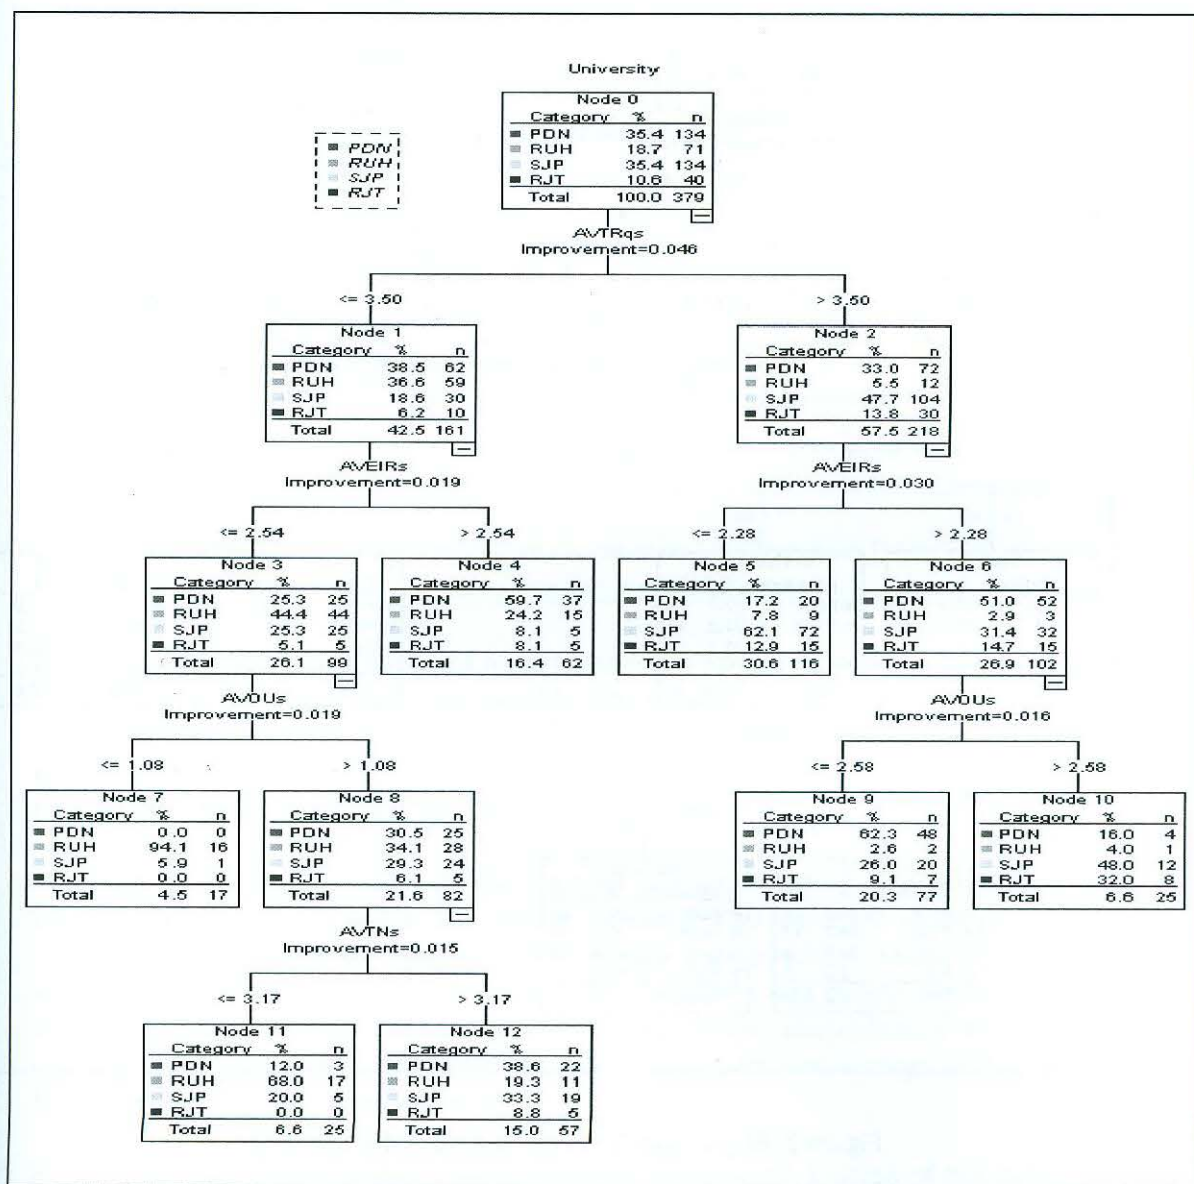 University
Node 0
Category % n
PDN 35.4 134
RUH 18.7 71
SJP 35.4 134
RJT 10.6 40
Total 100.0 379
PDN
RUH
SJP
RJT
AVTRqs
Improvement=0.046
<= 3.50
> 3.50
Node 1
Category % n
PDN 38.5 62
RUH 36.6 59
SJP 18.6 30
RJT 6.2 10
Total 42.5 161
Node 2
Category % n
PDN 33.0 72
RUH 5.5 12
SJP 47.7 104
RJT 13.8 30
Total 57.5 218
AVEIRs
Improvement=0.019
AVEIRs
Improvement=0.030
<= 2.54
> 2.54
<= 2.28
> 2.28
Node 3
Category % n
PDN 25.3 25
RUH 44.4 44
SJP 25.3 25
RJT 5.1 5
Total 26.1 99
Node 4
Category % n
PDN 59.7 37
RUH 24.2 15
SJP 8.1 5
RJT 8.1 5
Total 16.4 62
Node 5
Category % n
PDN 17.2 20
RUH 7.8 9
SJP 62.1 72
RJT 12.9 15
Total 30.6 116
Node 6
Category % n
PDN 51.0 52
RUH 2.9 3
SJP 31.4 32
RJT 14.7 15
Total 26.9 102
AVOUs
Improvement=0.019
AVOUs
Improvement=0.016
<= 1.08
> 1.08
<= 2.58
> 2.58
Node 7
Category % n
PDN 0.0 0
RUH 94.1 16
SJP 5.9 1
RJT 0.0 0
Total 4.5 17
Node 8
Category % n
PDN 30.5 25
RUH 34.1 28
SJP 29.3 24
RJT 6.1 5
Total 21.6 82
Node 9
Category % n
PDN 62.3 48
RUH 2.6 2
SJP 26.0 20
RJT 9.1 7
Total 20.3 77
Node 10
Category % n
PDN 16.0 4
RUH 4.0 1
SJP 48.0 12
RJT 32.0 8
Total 6.6 25
AVTNs
Improvement=0.015
<= 3.17
> 3.17
Node 11
Category % n
PDN 12.0 3
RUH 68.0 17
SJP 20.0 5
RJT 0.0 0
Total 6.6 25
Node 12
Category % n
PDN 38.6 22
RUH 19.3 11
SJP 33.3 19
RJT 8.8 5
Total 15.0 57